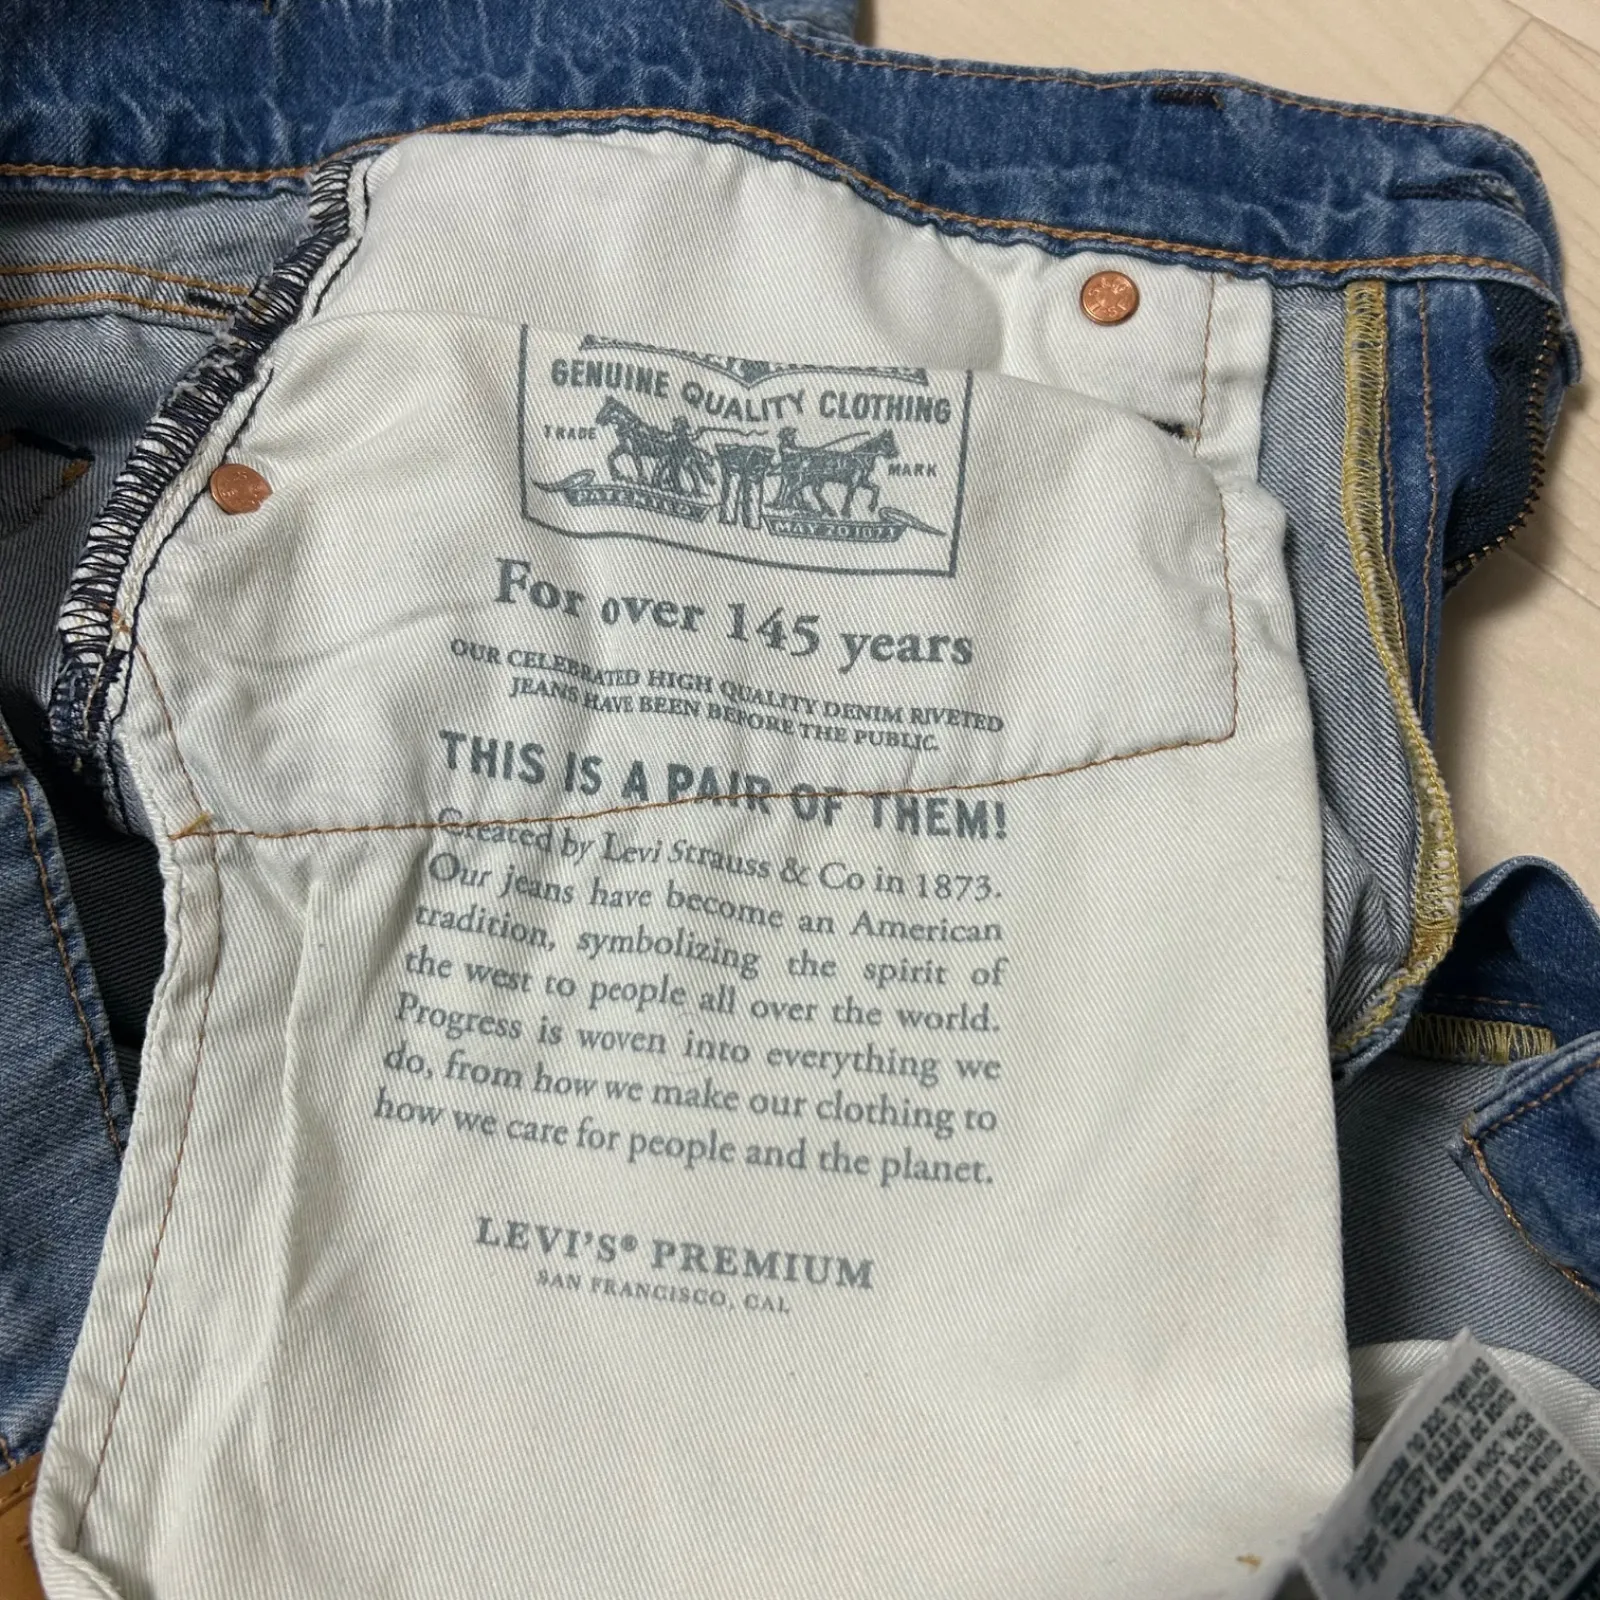 GENUINE QUALITY CLOTHING
TRADE MARK
PATENTED MAY 20 1873
For over 145 years
OUR CELEBRATED HIGH QUALITY DENIM RIVETED
JEANS HAVE BEEN BEFORE THE PUBLIC.
THIS IS A PAIR OF THEM!
Created by Levi Strauss & Co in 1873.
Our jeans have become an American
tradition, symbolizing the spirit of
the west to people all over the world.
Progress is woven into everything we
do, from how we make our clothing to
how we care for people and the planet.
LEVI'S® PREMIUM
SAN FRANCISCO, CAL